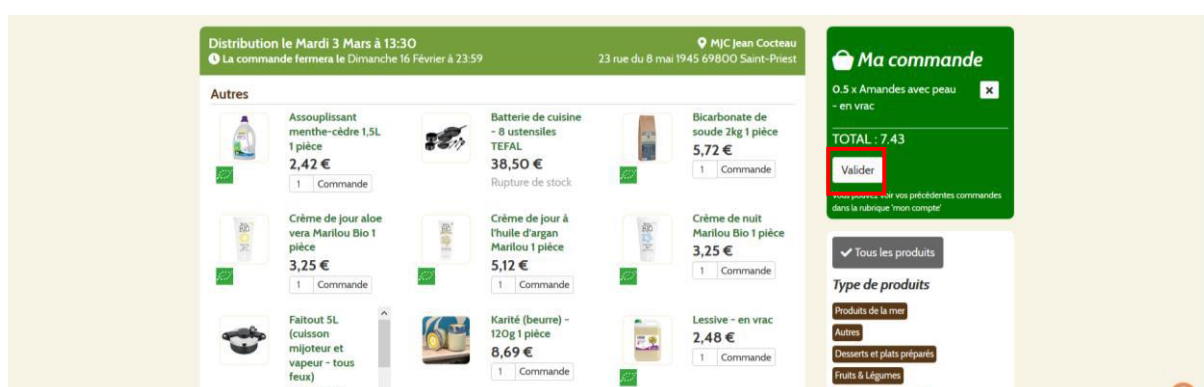 Distribution le Mardi 3 Mars à 13:30
La commande fermera le Dimanche 16 Février à 23:59
MJC Jean Cocteau
23 rue du 8 mai 1945 69800 Saint-Priest
Autres
Assouplissant
menthe-cèdre 1,5L
1 pièce
2,42 €
1 Commande
Batterie de cuisine
- 8 ustensiles
TEFAL
38,50 €
Rupture de stock
Bicarbonate de
soude 2kg 1 pièce
5,72 €
1 Commande
Crème de jour aloe
vera Marilou Bio 1
pièce
3,25 €
1 Commande
Crème de jour à
l'huile d'argan
Marilou 1 pièce
5,12 €
1 Commande
Crème de nuit
Marilou Bio 1 pièce
3,25 €
1 Commande
Faitout 5L
(cuisson
mijoteur et
vapeur - tous
feux)
Karité (beurre) -
120g 1 pièce
8,69 €
1 Commande
Lessive - en vrac
2,48 €
1 Commande
Ma commande
0.5 x Amandes avec peau
- en vrac
x
TOTAL : 7.43
Valider
Vous pouvez voir vos précédentes commandes
dans la rubrique 'mon compte'
Tous les produits
Type de produits
Produits de la mer
Autres
Desserts et plats préparés
Fruits & Légumes